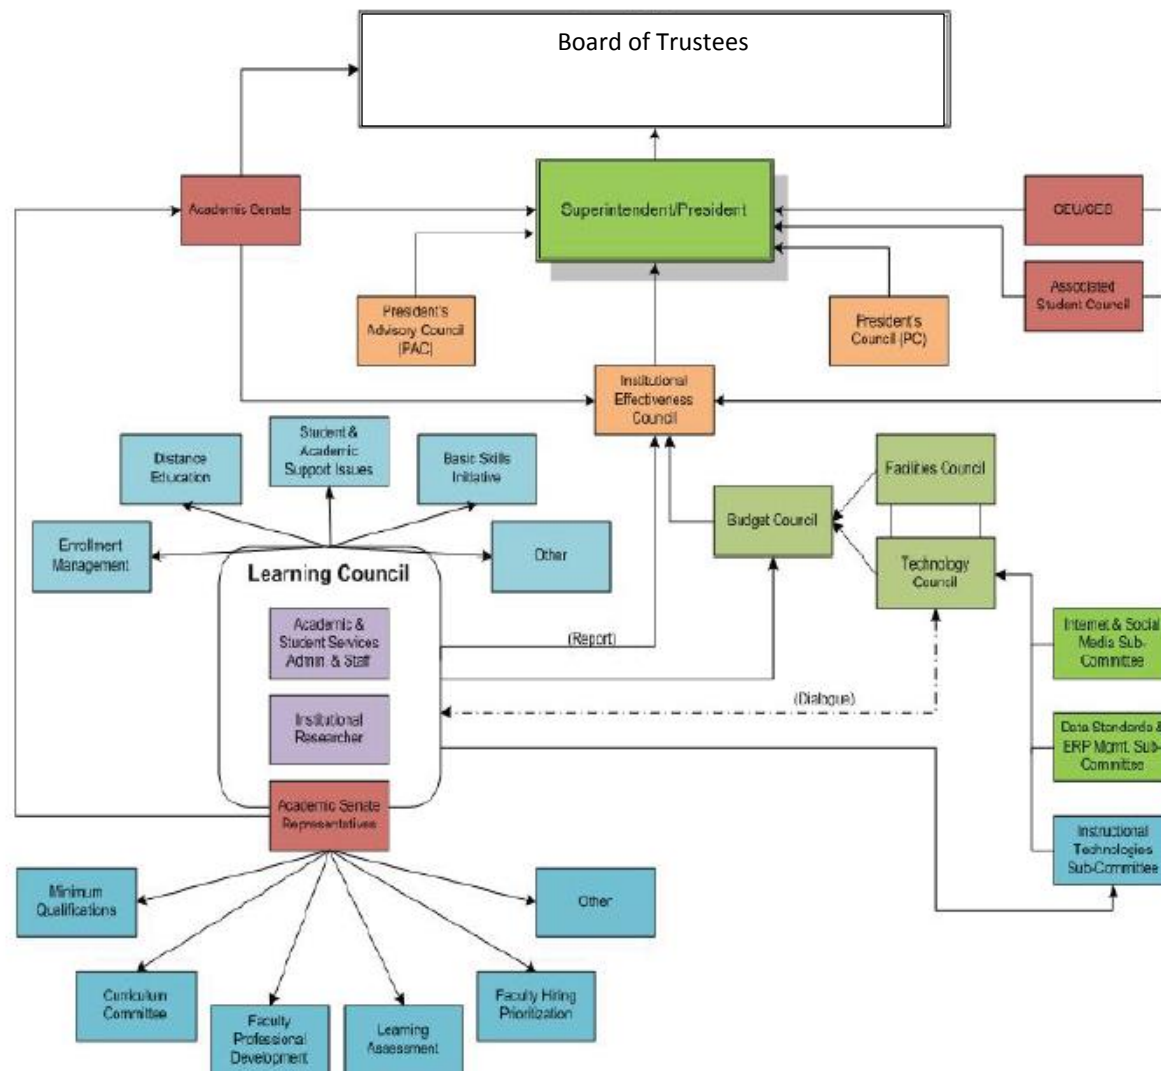 Board of Trustees
Academic Senate
Superintendent/President
President's
Advisory Council
(PAC)
President's
Council (PC)
Associated
Student Council
Institutional
Effectiveness
Council
Distance
Education
Student &
Academic
Support Issues
Basic Skills
Initiative
Enrollment
Management
Other
Learning Council
Academic &
Student Services
Admin. & Staff
Institutional
Researcher
Academic Senate
Representatives
(Report)
(Dialogue)
Budget Council
Facilities Council
Technology
Council
Internet & Social
Media Sub-
Committee
Data Standards &
ERP Mgmt. Sub-
Committee
Instructional
Technologies
Sub-Committee
Minimum
Qualifications
Other
Curriculum
Committee
Faculty
Professional
Development
Learning
Assessment
Faculty Hiring
Prioritization